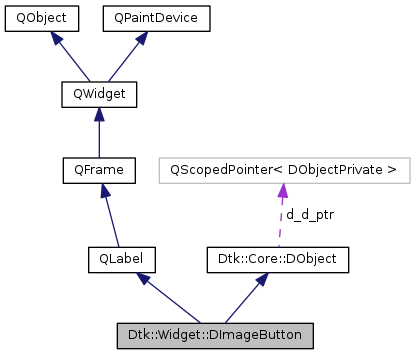 QObject
QPaintDevice
QWidget
QFrame
QScopedPointer< DObjectPrivate >
d_d_ptr
QLabel
Dtk::Core::DObject
Dtk::Widget::DImageButton